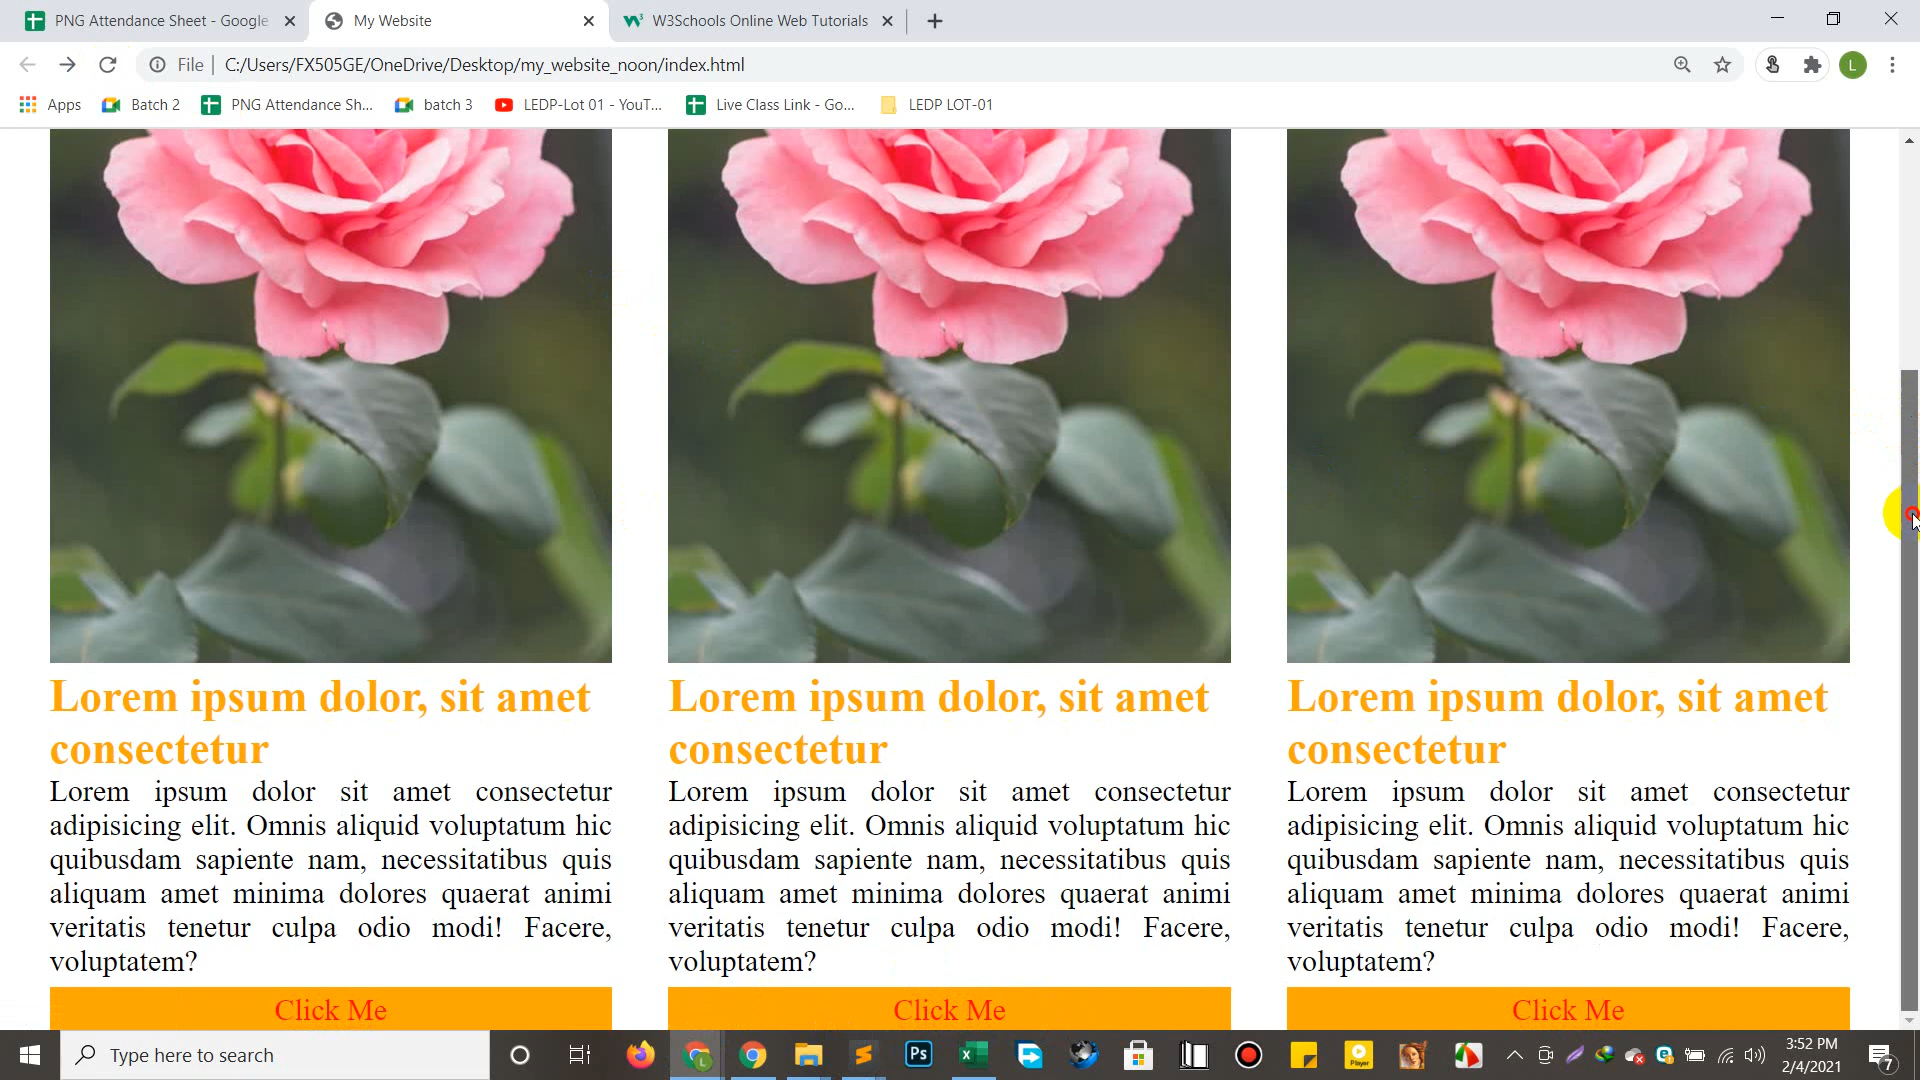 PNG Attendance Sheet - Google
My Website
W3Schools Online Web Tutorials
File
C:/Users/FX505GE/OneDrive/Desktop/my_website_noon/index.html
L
Apps
Batch 2
PNG Attendance Sh...
batch 3
LEDP-Lot 01 - YouT...
Live Class Link - Go...
LEDP LOT-01
Lorem ipsum dolor, sit amet
consectetur
Lorem ipsum dolor sit amet consectetur
adipisicing elit. Omnis aliquid voluptatum hic
quibusdam sapiente nam, necessitatibus quis
aliquam amet minima dolores quaerat animi
veritatis tenetur culpa odio modi! Facere,
voluptatem?
Click Me
Lorem ipsum dolor, sit amet
consectetur
Lorem ipsum dolor sit amet consectetur
adipisicing elit. Omnis aliquid voluptatum hic
quibusdam sapiente nam, necessitatibus quis
aliquam amet minima dolores quaerat animi
veritatis tenetur culpa odio modi! Facere,
voluptatem?
Click Me
Lorem ipsum dolor, sit amet
consectetur
Lorem ipsum dolor sit amet consectetur
adipisicing elit. Omnis aliquid voluptatum hic
quibusdam sapiente nam, necessitatibus quis
aliquam amet minima dolores quaerat animi
veritatis tenetur culpa odio modi! Facere,
voluptatem?
Click Me
Type here to search
Ps
Player
3:52 PM
2/4/2021
7